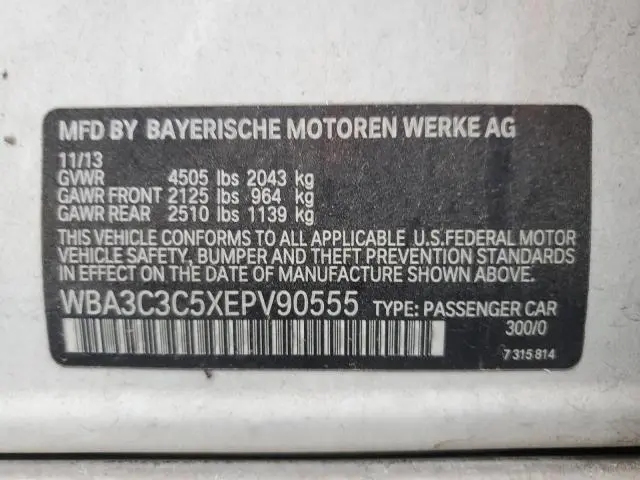 MFD BY BAYERISCHE MOTOREN WERKE AG
11/13
GVWR 4505 lbs 2043 kg
GAWR FRONT 2125 lbs 964 kg
GAWR REAR 2510 lbs 1139 kg
THIS VEHICLE CONFORMS TO ALL APPLICABLE U.S.FEDERAL MOTOR
VEHICLE SAFETY, BUMPER AND THEFT PREVENTION STANDARDS
IN EFFECT ON THE DATE OF MANUFACTURE SHOWN ABOVE.
WBA3C3C5XEPV90555 TYPE: PASSENGER CAR
300/0
7 315 814